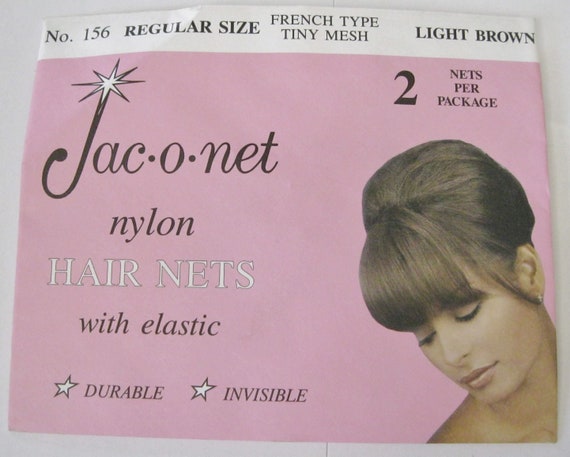 No. 156 REGULAR SIZE FRENCH TYPE TINY MESH LIGHT BROWN
2 NETS PER PACKAGE
Jac·o·net
nylon
HAIR NETS
with elastic
DURABLE INVISIBLE